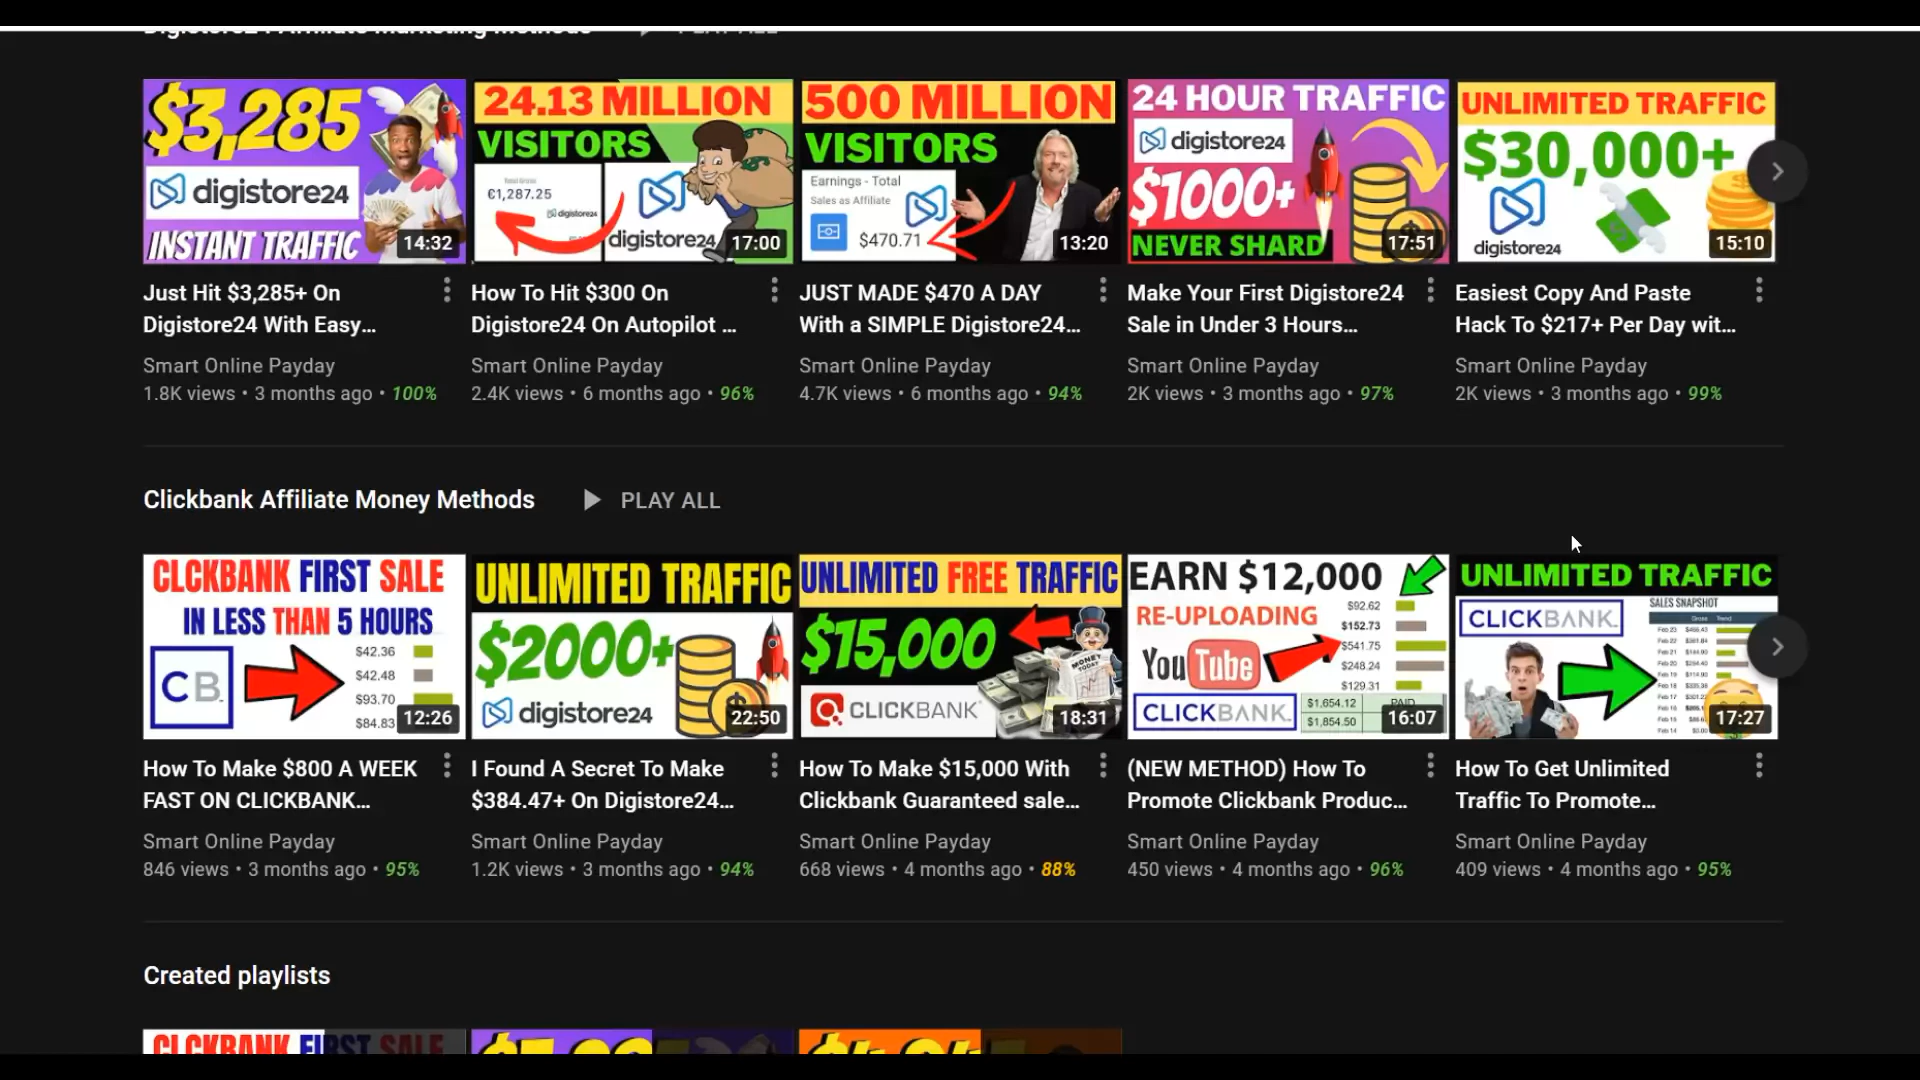 Digistore24 Affiliate Marketing Methods PLAY ALL
$3,285
digistore24
INSTANT TRAFFIC
14:32
24.13 MILLION
VISITORS
€1,287.25
digistore24
digistore24
17:00
500 MILLION
VISITORS
Earnings - Total
Sales as Affiliate
$470.71
13:20
24 HOUR TRAFFIC
digistore24
$1000+
NEVER SHARD
17:51
UNLIMITED TRAFFIC
$30,000+
digistore24
15:10
Just Hit $3,285+ On
Digistore24 With Easy...
Smart Online Payday
1.8K views • 3 months ago • 100%
How To Hit $300 On
Digistore24 On Autopilot ...
Smart Online Payday
2.4K views • 6 months ago • 96%
JUST MADE $470 A DAY
With a SIMPLE Digistore24...
Smart Online Payday
4.7K views • 6 months ago • 94%
Make Your First Digistore24
Sale in Under 3 Hours...
Smart Online Payday
2K views • 3 months ago • 97%
Easiest Copy And Paste
Hack To $217+ Per Day wit...
Smart Online Payday
2K views • 3 months ago • 99%
Clickbank Affiliate Money Methods PLAY ALL
CLCKBANK FIRST SALE
IN LESS THAN 5 HOURS
CB
$42.36
$42.48
$93.70
$84.83
12:26
UNLIMITED TRAFFIC
$2000+
digistore24
22:50
UNLIMITED FREE TRAFFIC
$15,000
MONEY
TODAY
CLICKBANK
18:31
EARN $12,000
RE-UPLOADING
YouTube
CLICKBANK
$92.62
$152.73
$541.75
$248.24
$129.31
$1,654.12 PAID
$1,854.50
16:07
UNLIMITED TRAFFIC
CLICKBANK
SALES SNAPSHOT
17:27
How To Make $800 A WEEK
FAST ON CLICKBANK...
Smart Online Payday
846 views • 3 months ago • 95%
I Found A Secret To Make
$384.47+ On Digistore24...
Smart Online Payday
1.2K views • 3 months ago • 94%
How To Make $15,000 With
Clickbank Guaranteed sale...
Smart Online Payday
668 views • 4 months ago • 88%
(NEW METHOD) How To
Promote Clickbank Produc...
Smart Online Payday
450 views • 4 months ago • 96%
How To Get Unlimited
Traffic To Promote...
Smart Online Payday
409 views • 4 months ago • 95%
Created playlists
CLCKBANK FIRST SALE